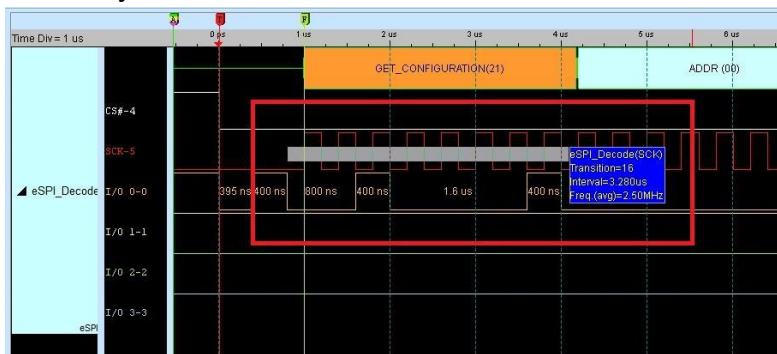 A T F
Time Div = 1 us 0 ps 1 us 2 us 3 us 4 us 5 us 6 us
GET_CONFIGURATION(21) ADDR (00)
CS#-4
SCK-5
eSPI_Decode(SCK)
Transition=16
Interval=3.280us
Freq.(avg)=2.50MHz
eSPI_Decode I/O 0-0 395 ns 400 ns 800 ns 400 ns 1.6 us 400 ns
I/O 1-1
I/O 2-2
I/O 3-3
eSPI